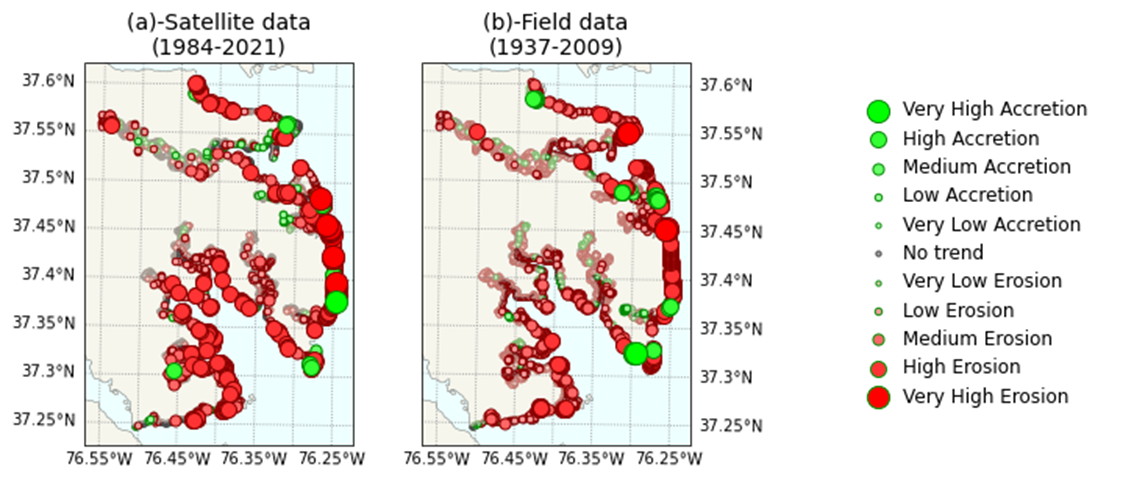 (a)-Satellite data
(1984-2021)
(b)-Field data
(1937-2009)
37.6°N
37.55°N
37.5°N
37.45°N
37.4°N
37.35°N
37.3°N
37.25°N
76.55°W 76.45°W 76.35°W 76.25°W
37.6°N
37.55°N
37.5°N
37.45°N
37.4°N
37.35°N
37.3°N
37.25°N
76.55°W 76.45°W 76.35°W 76.25°W
Very High Accretion
High Accretion
Medium Accretion
Low Accretion
Very Low Accretion
No trend
Very Low Erosion
Low Erosion
Medium Erosion
High Erosion
Very High Erosion